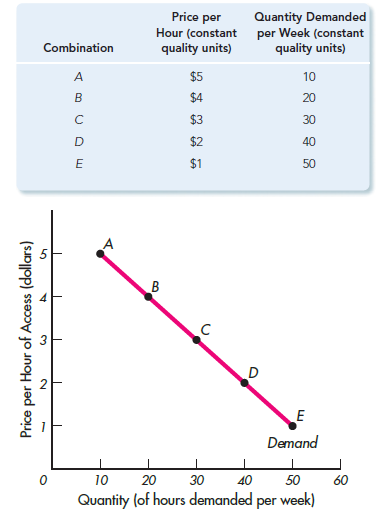 Combination Price per Hour (constant quality units) Quantity Demanded per Week (constant quality units)
A $5 10
B $4 20
C $3 30
D $2 40
E $1 50
Price per Hour of Access (dollars)
5
4
3
2
1
A
B
C
D
E
Demand
0 10 20 30 40 50 60
Quantity (of hours demanded per week)